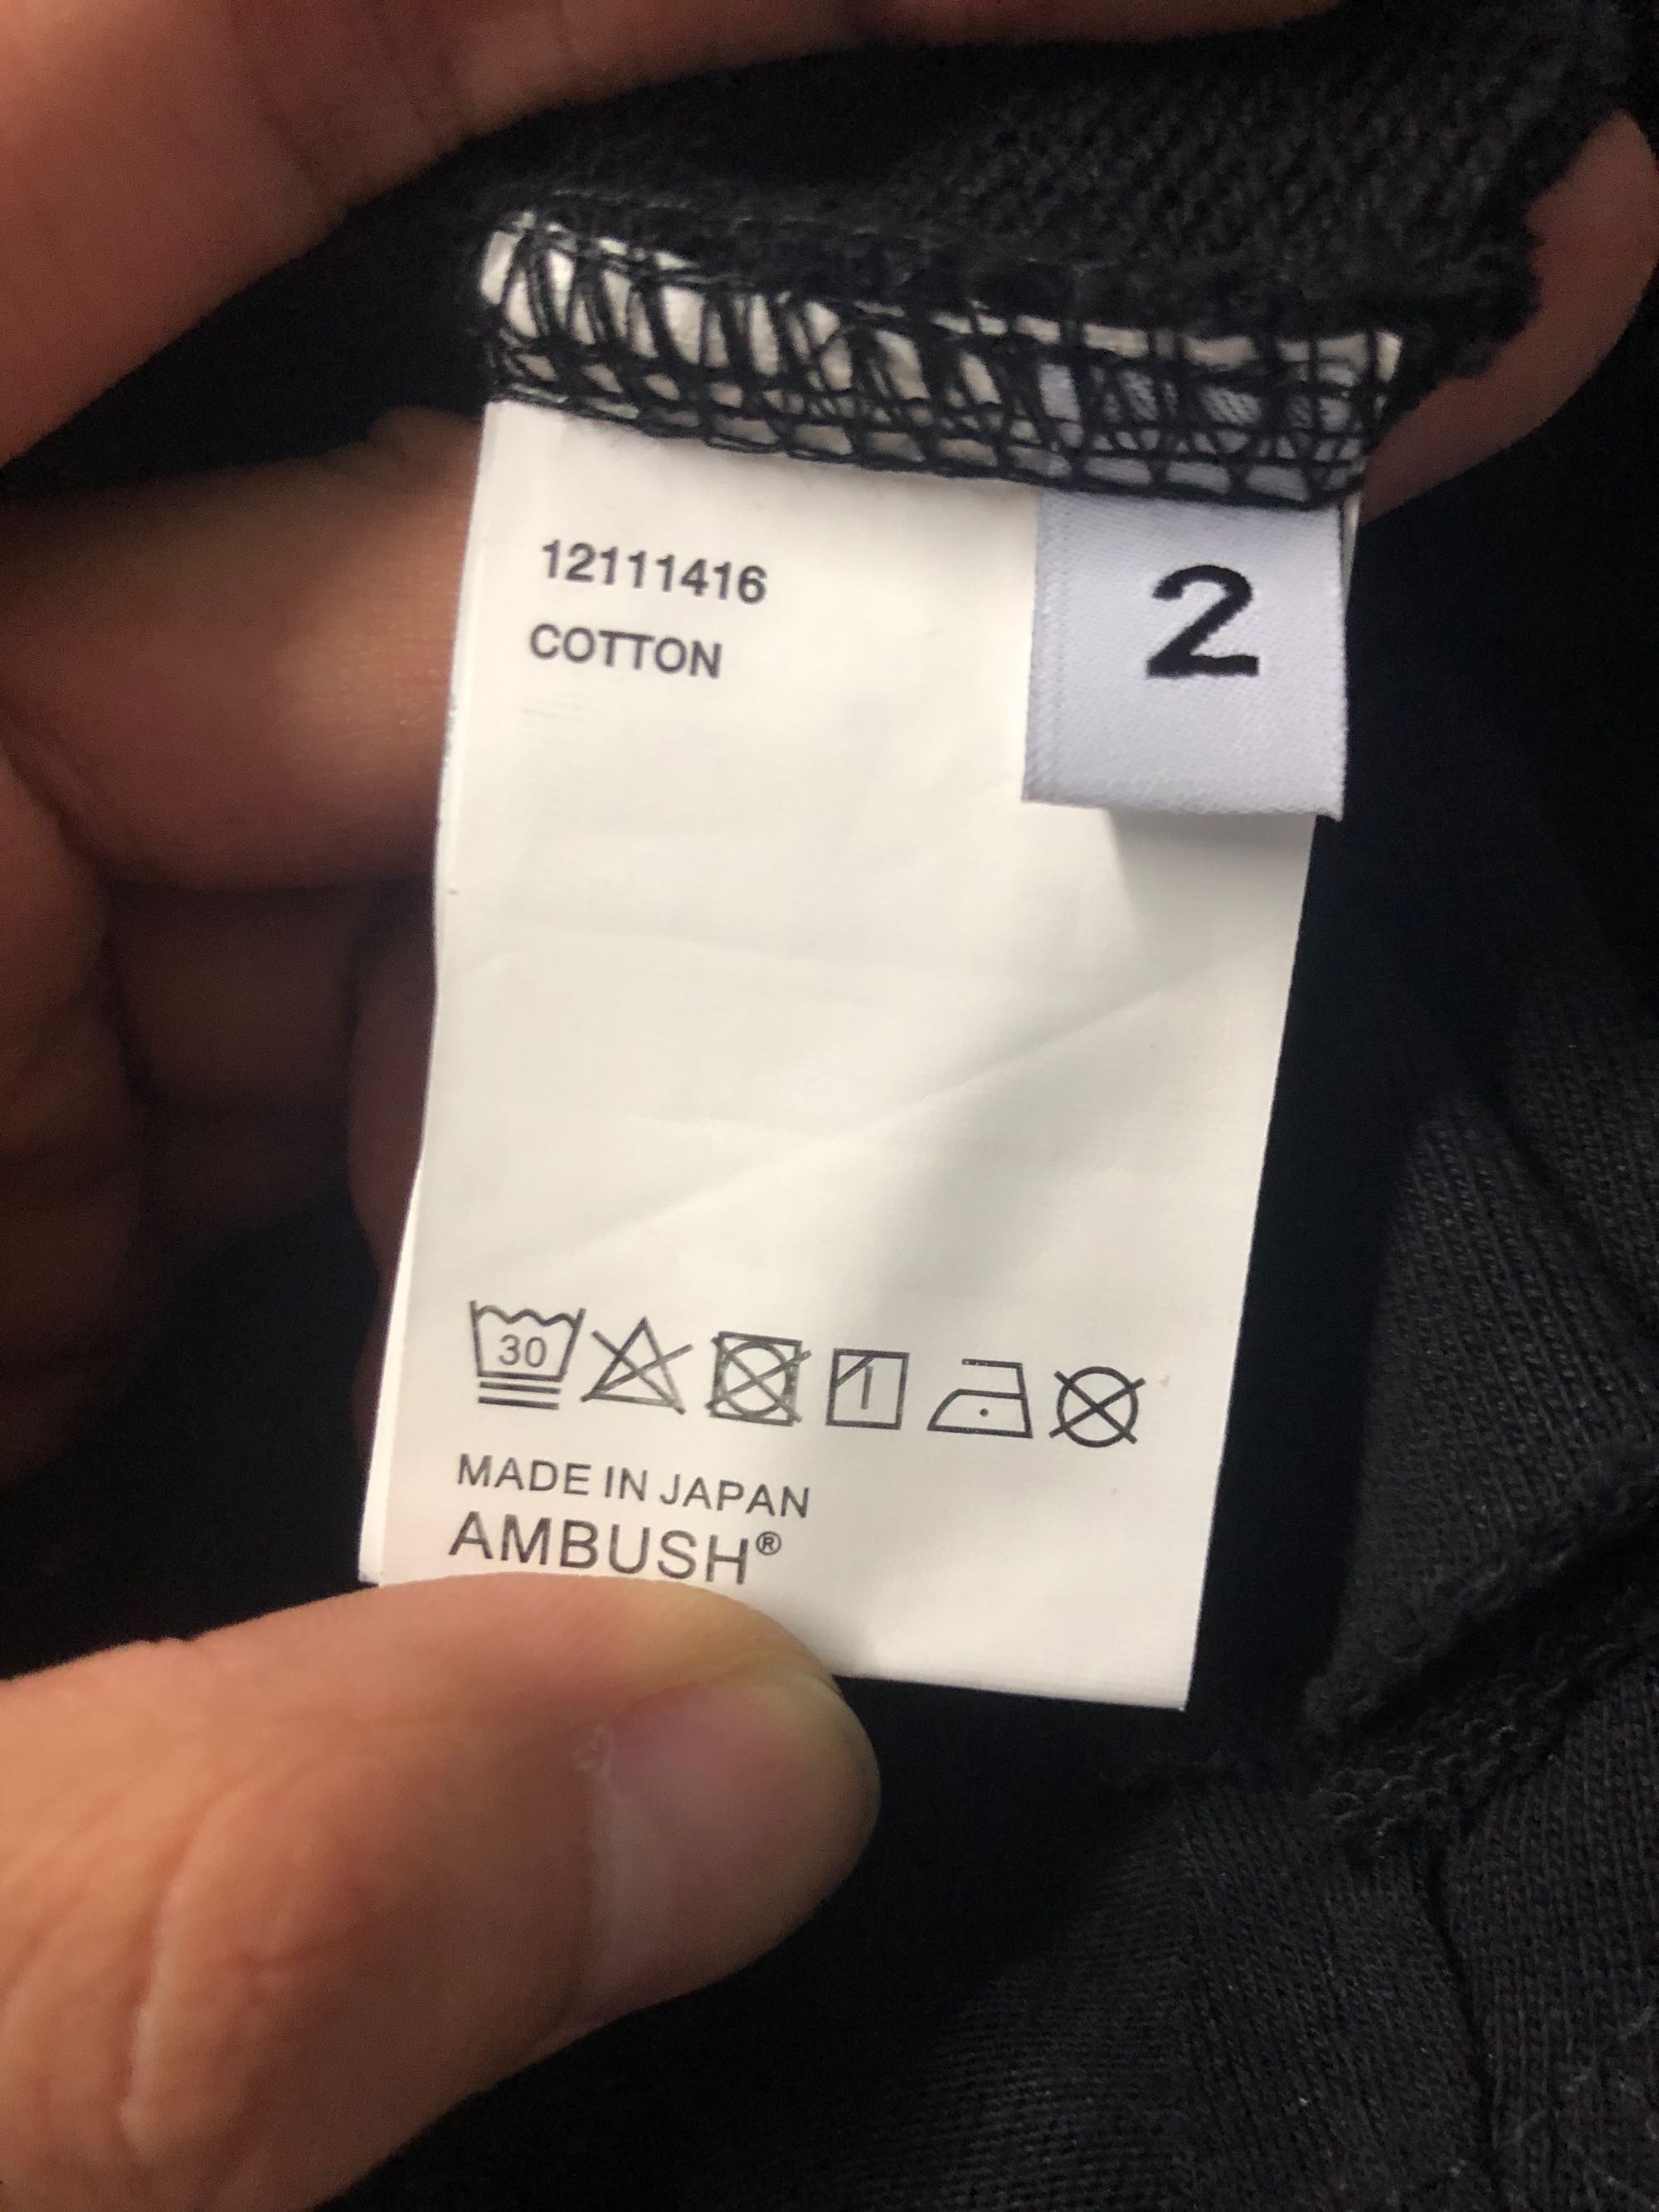 12111416
COTTON
2
30
MADE IN JAPAN
AMBUSH®